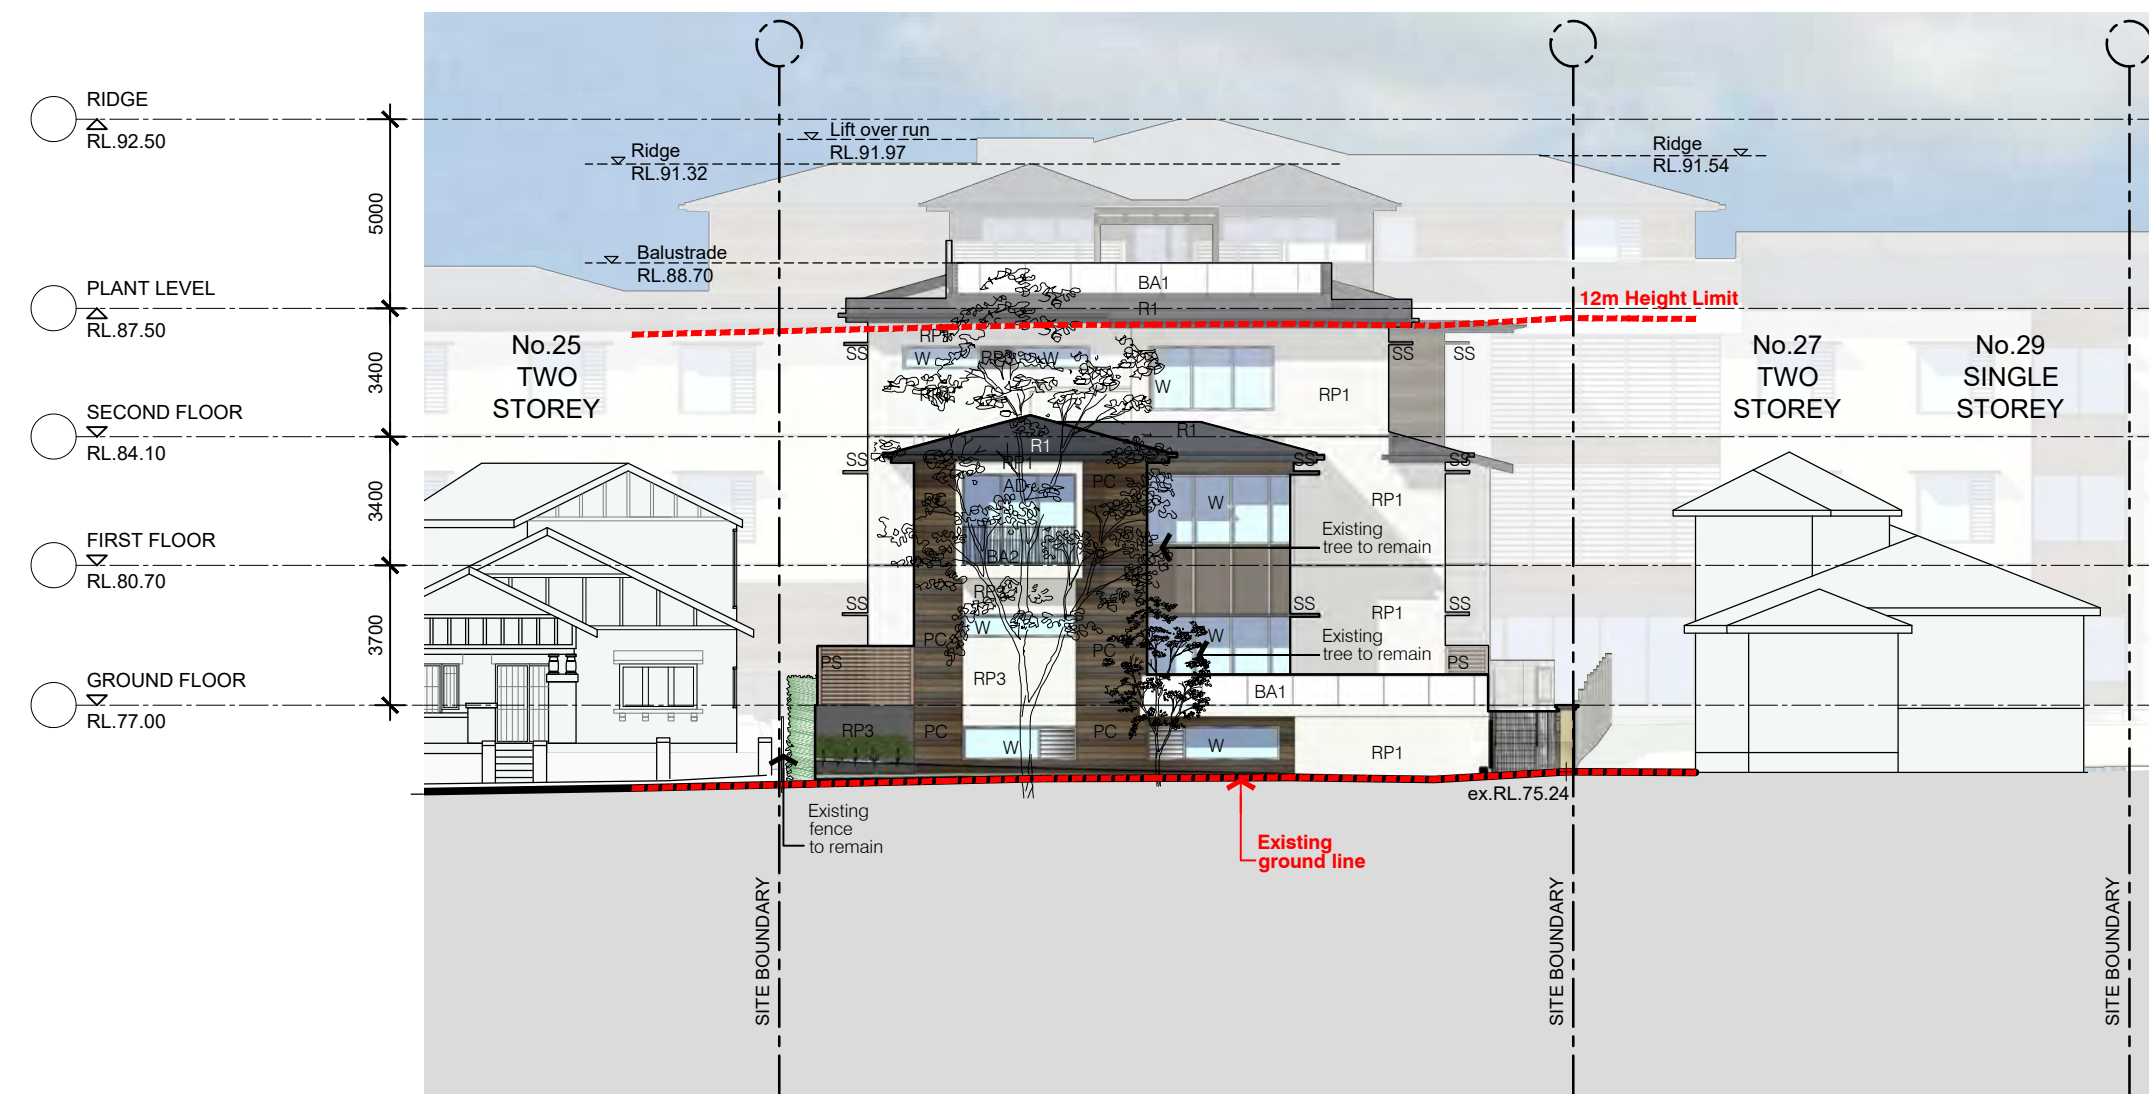 RIDGE
RL.92.50
Lift over run
RL.91.97
Ridge
RL.91.32
Ridge
RL.91.54
5000
Balustrade
RL.88.70
BA1
PLANT LEVEL
RL.87.50
R1
12m Height Limit
3400
No.25
TWO
STOREY
SS
W
W
W
RP1
SS
SS
No.27
TWO
STOREY
No.29
SINGLE
STOREY
SECOND FLOOR
RL.84.10
R1
R1
SS
RP1
SS
SS
3400
AD
PC
W
RP1
Existing
tree to remain
FIRST FLOOR
RL.80.70
BA2
SS
SS
RP1
SS
3700
W
PC
PC
W
Existing
tree to remain
PS
PS
GROUND FLOOR
RL.77.00
RP3
BA1
RP3
PC
W
PC
W
RP1
ex.RL.75.24
Existing
fence
to remain
Existing
ground line
SITE BOUNDARY
SITE BOUNDARY
SITE BOUNDARY